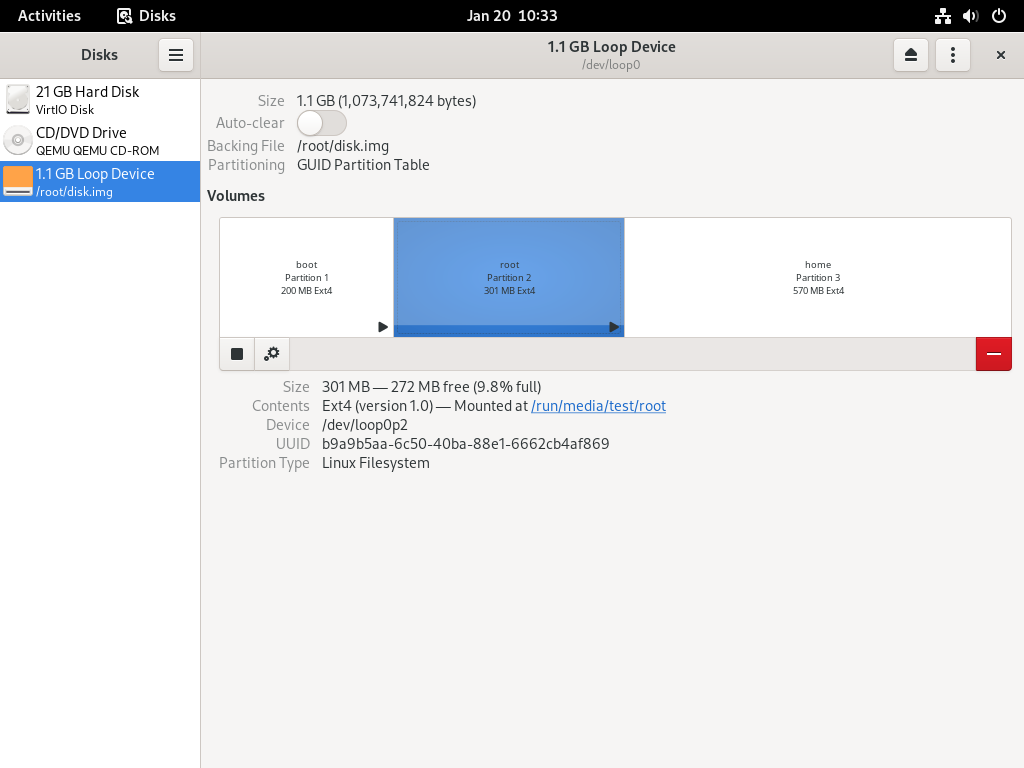 Activities Disks Jan 20 10:33
Disks
1.1 GB Loop Device
/dev/loop0
21 GB Hard Disk
VirtIO Disk
CD/DVD Drive
QEMU QEMU CD-ROM
1.1 GB Loop Device
/root/disk.img
Size 1.1 GB (1,073,741,824 bytes)
Auto-clear
Backing File /root/disk.img
Partitioning GUID Partition Table
Volumes
boot
Partition 1
200 MB Ext4
root
Partition 2
301 MB Ext4
home
Partition 3
570 MB Ext4
Size 301 MB — 272 MB free (9.8% full)
Contents Ext4 (version 1.0) — Mounted at /run/media/test/root
Device /dev/loop0p2
UUID b9a9b5aa-6c50-40ba-88e1-6662cb4af869
Partition Type Linux Filesystem